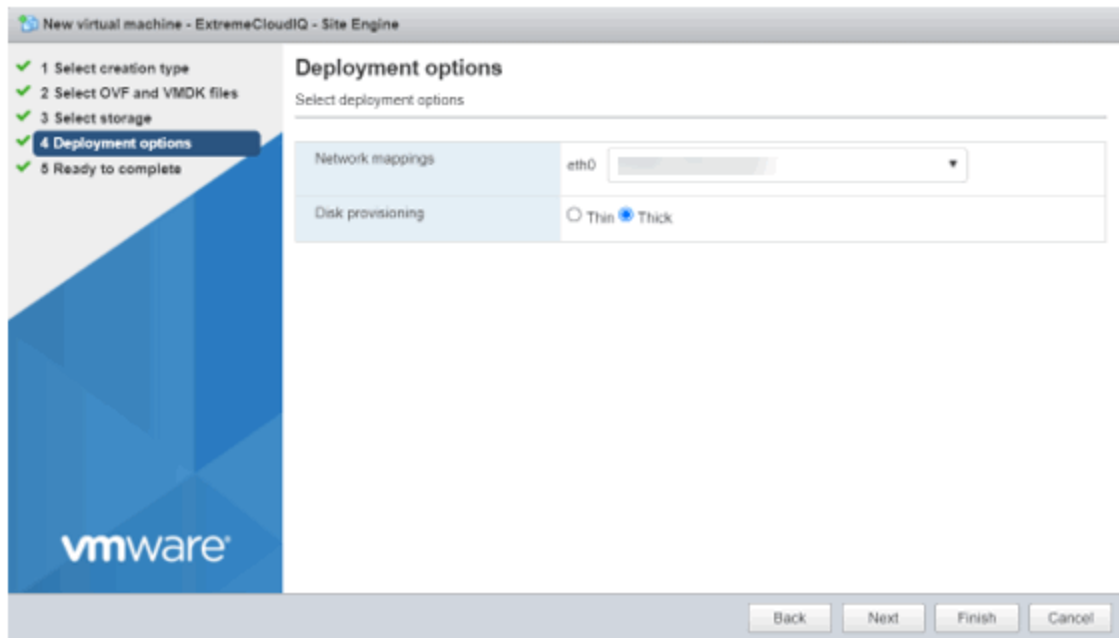 New virtual machine - ExtremeCloudIQ - Site Engine
1 Select creation type
2 Select OVF and VMDK files
3 Select storage
4 Deployment options
5 Ready to complete
Deployment options
Select deployment options
Network mappings
eth0
Disk provisioning
Thin Thick
vmware®
Back Next Finish Cancel